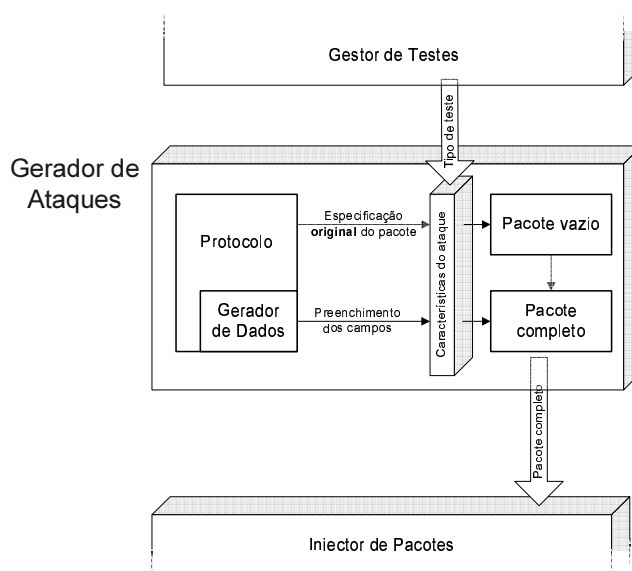 Gestor de Testes
Tipo de teste
Gerador de
Ataques
Protocolo
Especificação
original do pacote
Gerador
de Dados
Preenchimento
dos campos
Características do ataque
Pacote vazio
Pacote
completo
Pacote completo
Injector de Pacotes